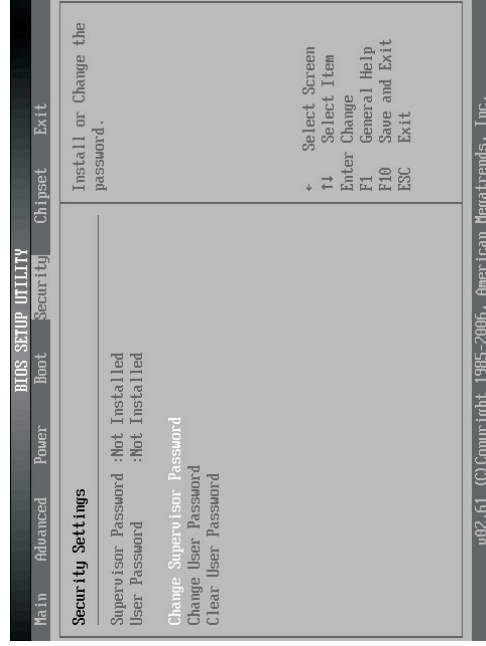 BIOS SETUP UTILITY
Main Advanced Power Boot Security Chipset Exit
Security Settings
Supervisor Password :Not Installed
User Password :Not Installed
Change Supervisor Password
Change User Password
Clear User Password
Install or Change the
password.
← Select Screen
↑↓ Select Item
Enter Change
F1 General Help
F10 Save and Exit
ESC Exit
v02.61 (C)Copyright 1985-2006, American Megatrends, Inc.